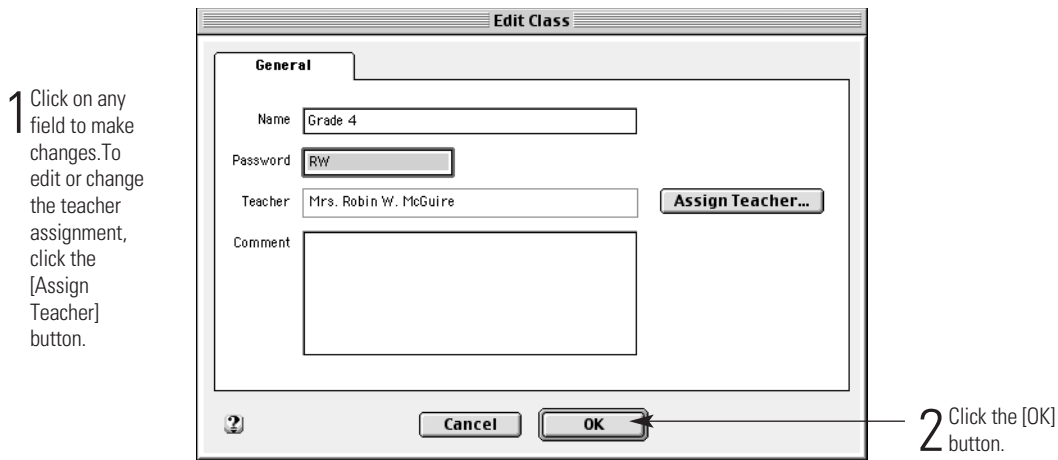 Edit Class
General
1 Click on any
field to make
changes.To
edit or change
the teacher
assignment,
click the
[Assign
Teacher]
button.
Name Grade 4
Password RW
Teacher Mrs. Robin W. McGuire Assign Teacher...
Comment
? Cancel OK
2 Click the [OK]
button.